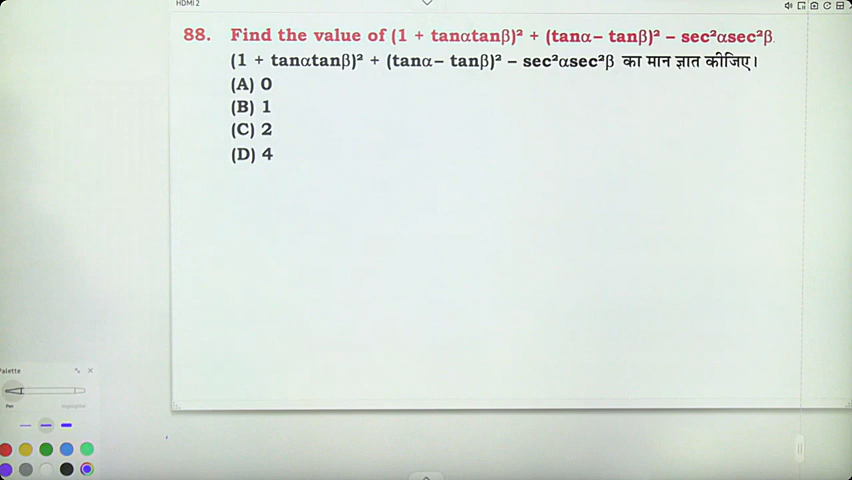 HDMI 2
88. Find the value of (1 + tanαtanβ)² + (tanα– tanβ)² – sec²αsec²β.
(1 + tanαtanβ)² + (tanα– tanβ)² – sec²αsec²β का मान ज्ञात कीजिए।
(A) 0
(B) 1
(C) 2
(D) 4
Palette
Pen
Highlighter